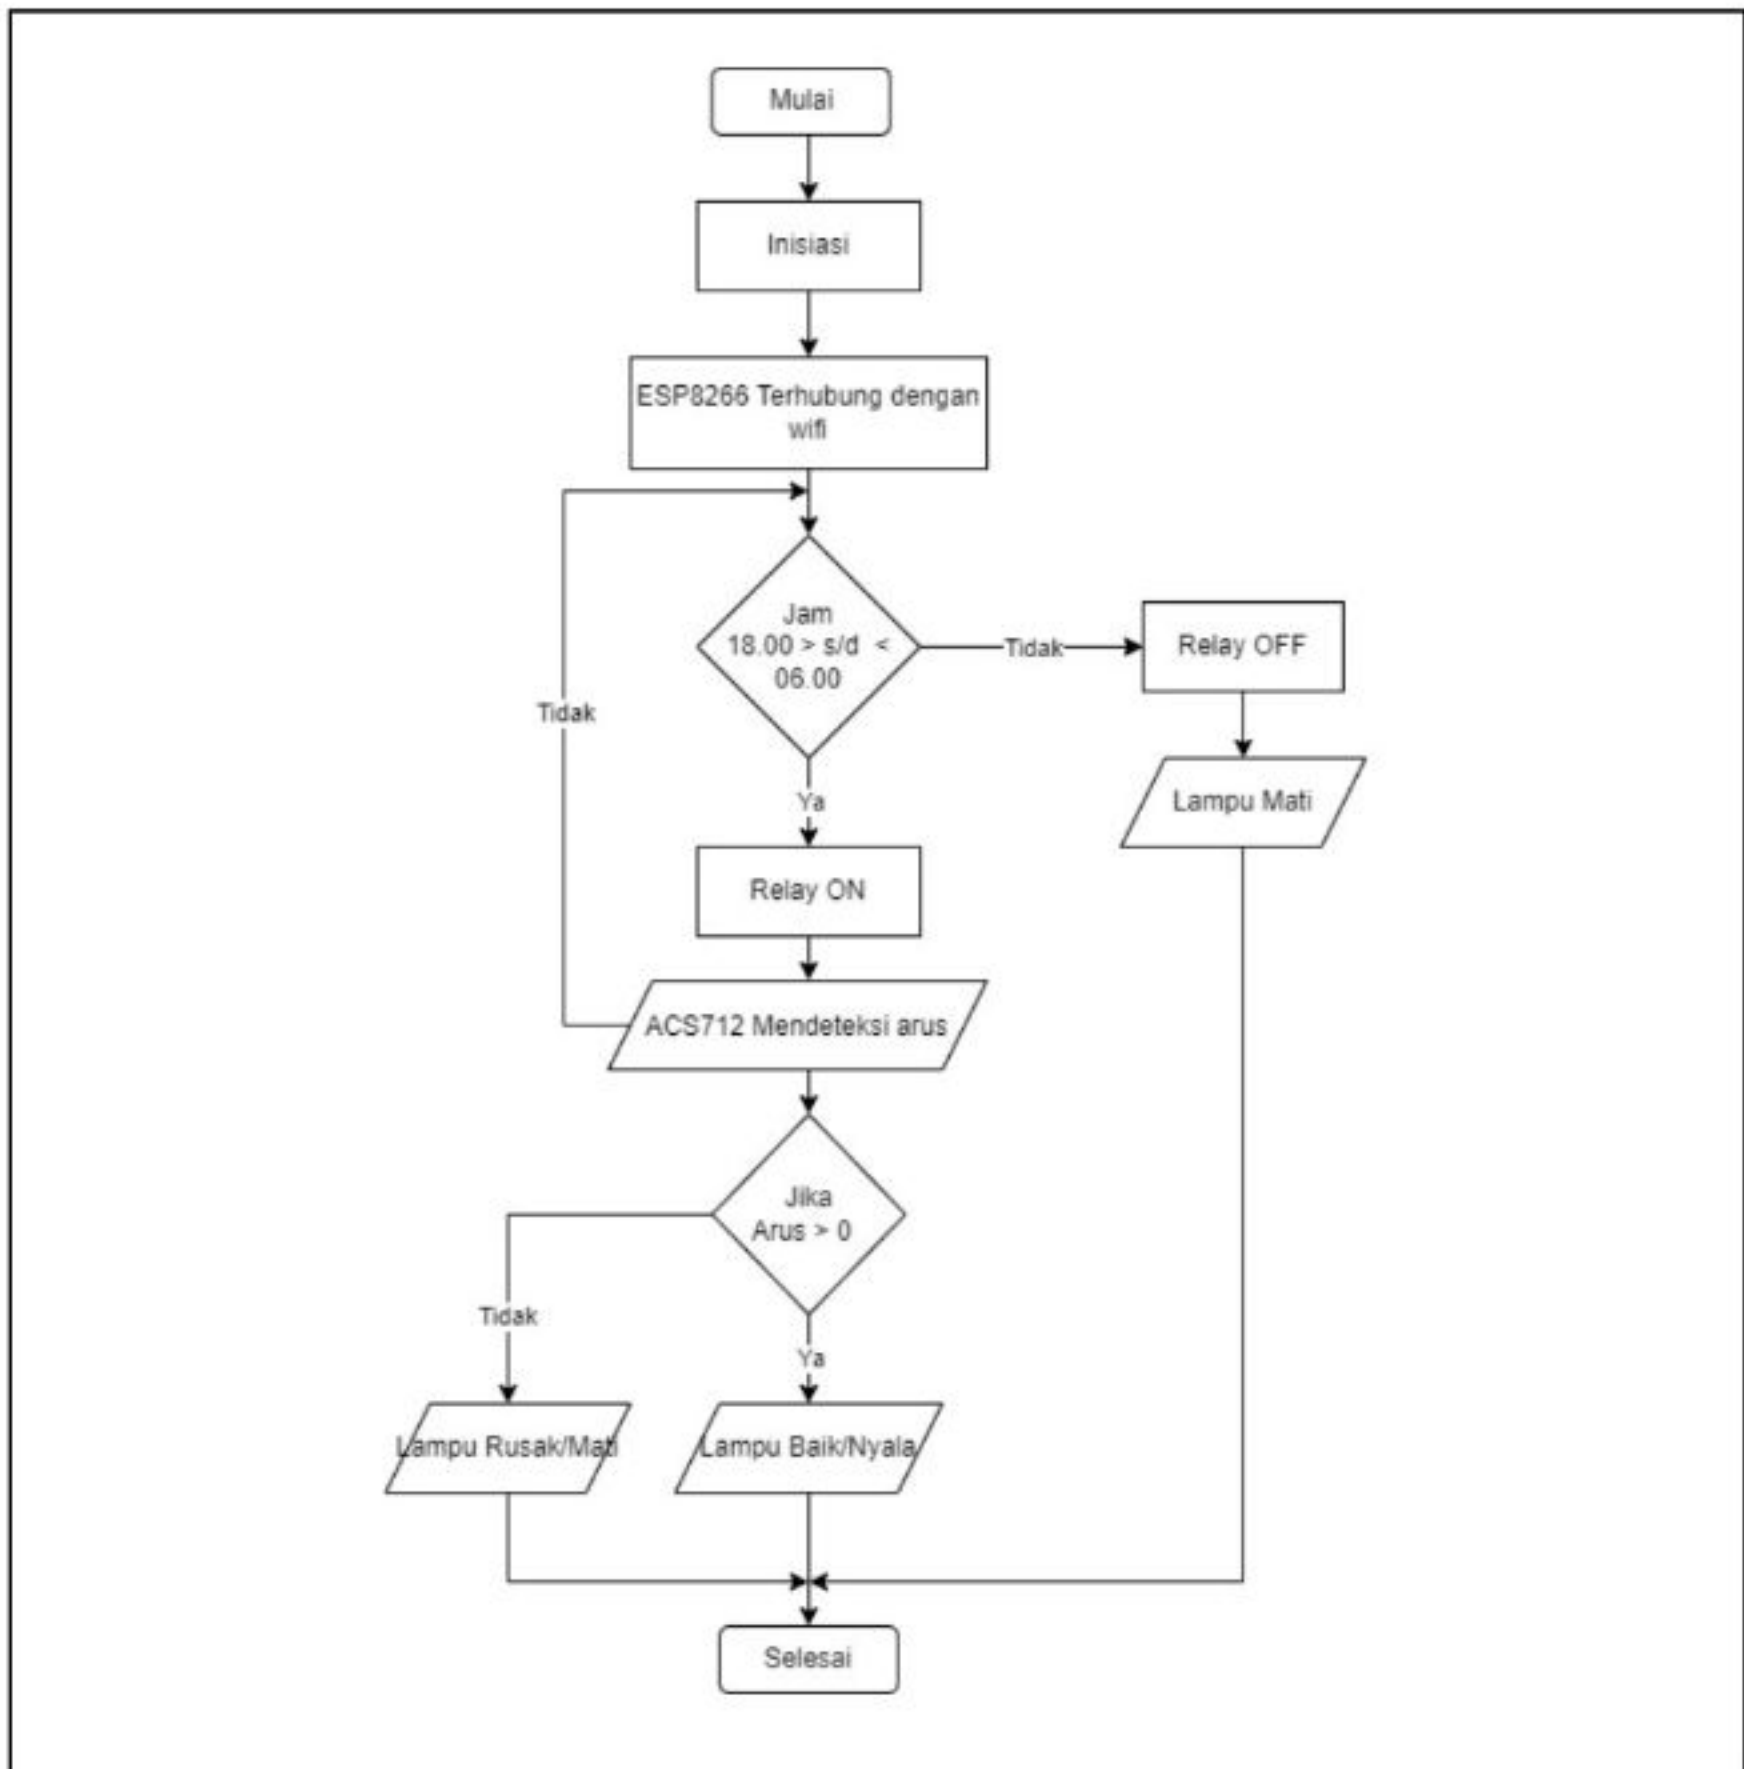 Mulai
Inisiasi
ESP8266 Terhubung dengan
wifi
Jam
18.00 > s/d <
06.00
Tidak
Relay OFF
Tidak
Lampu Mati
Ya
Relay ON
ACS712 Mendeteksi arus
Jika
Arus > 0
Tidak
Ya
Lampu Rusak/Mati
Lampu Baik/Nyala
Selesai